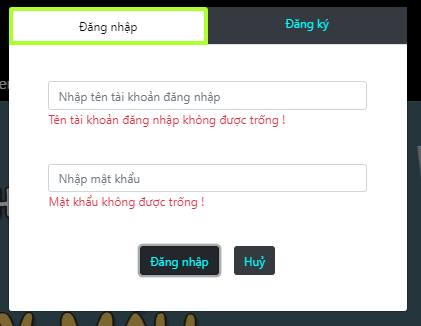 Đăng nhập
Đăng ký
Nhập tên tài khoản đăng nhập
Tên tài khoản đăng nhập không được trống !
Nhập mật khẩu
Mật khẩu không được trống !
Đăng nhập
Huỷ